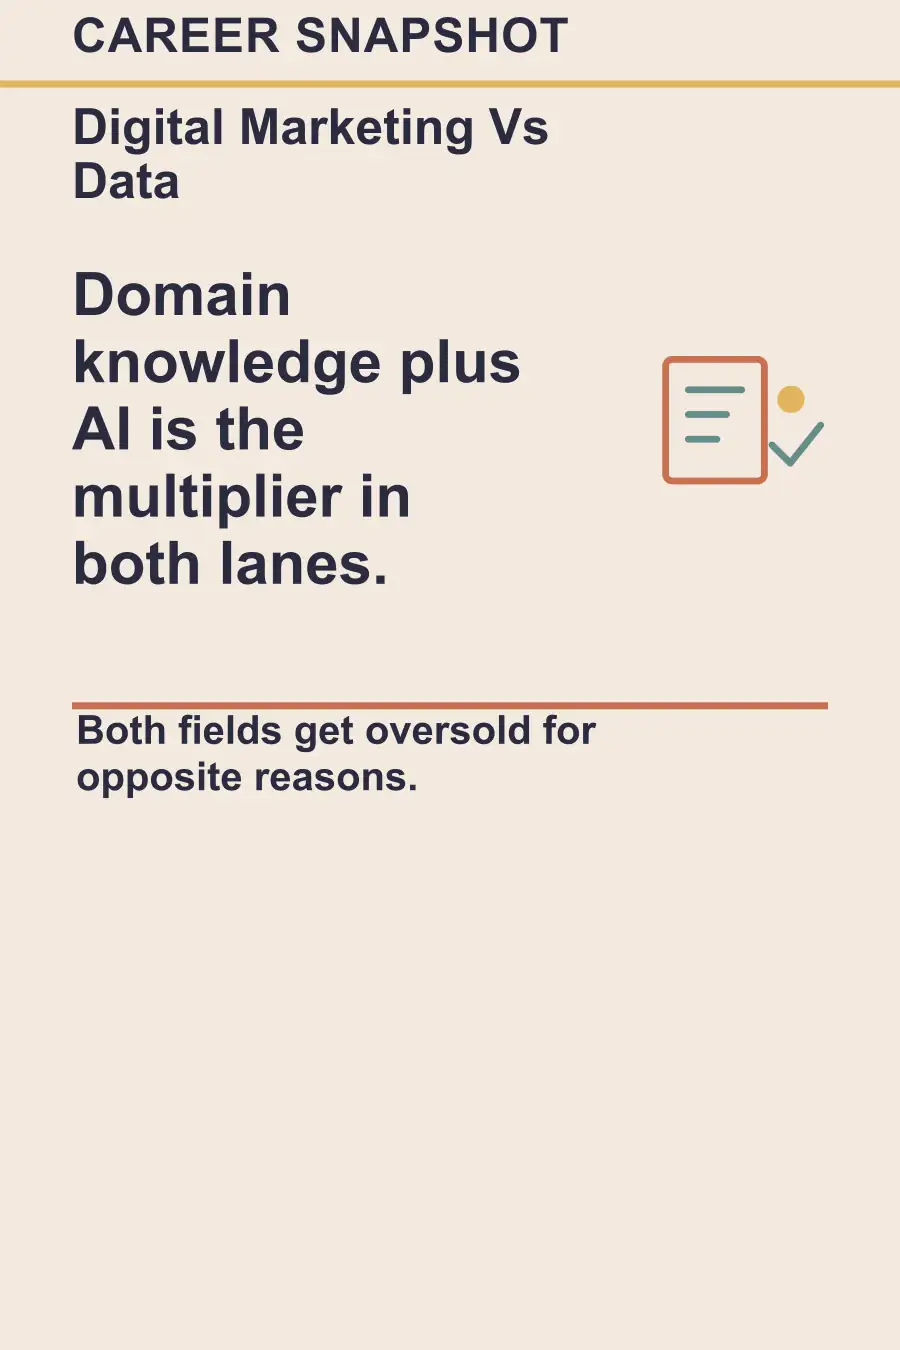 CAREER SNAPSHOT
Digital Marketing Vs
Data
Domain
knowledge plus
AI is the
multiplier in
both lanes.
Both fields get oversold for
opposite reasons.